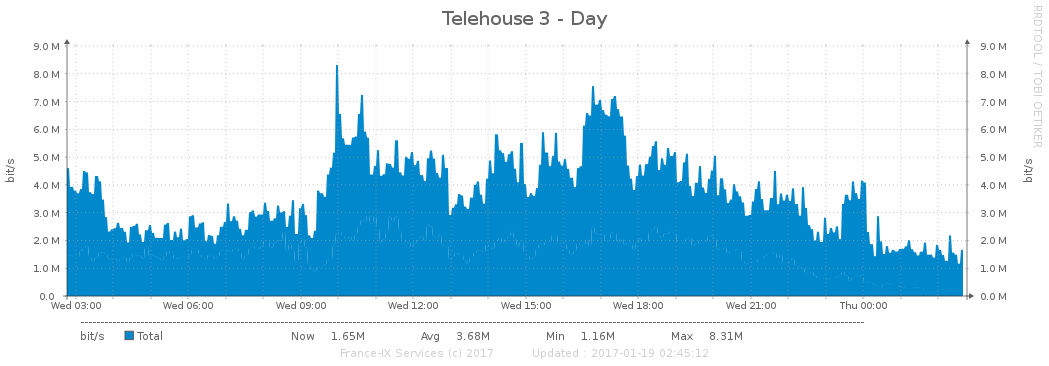 Telehouse 3 - Day
RRDTOOL / TOBI OETIKER
bit/s
9.0 M
8.0 M
7.0 M
6.0 M
5.0 M
4.0 M
3.0 M
2.0 M
1.0 M
0.0
9.0 M
8.0 M
7.0 M
6.0 M
5.0 M
4.0 M
3.0 M
2.0 M
1.0 M
0.0 M
bit/s
Wed 03:00 Wed 06:00 Wed 09:00 Wed 12:00 Wed 15:00 Wed 18:00 Wed 21:00 Thu 00:00
bit/s Total Now 1.65M Avg 3.68M Min 1.16M Max 8.31M
France-IX Services (c) 2017 Updated : 2017-01-19 02:45:12